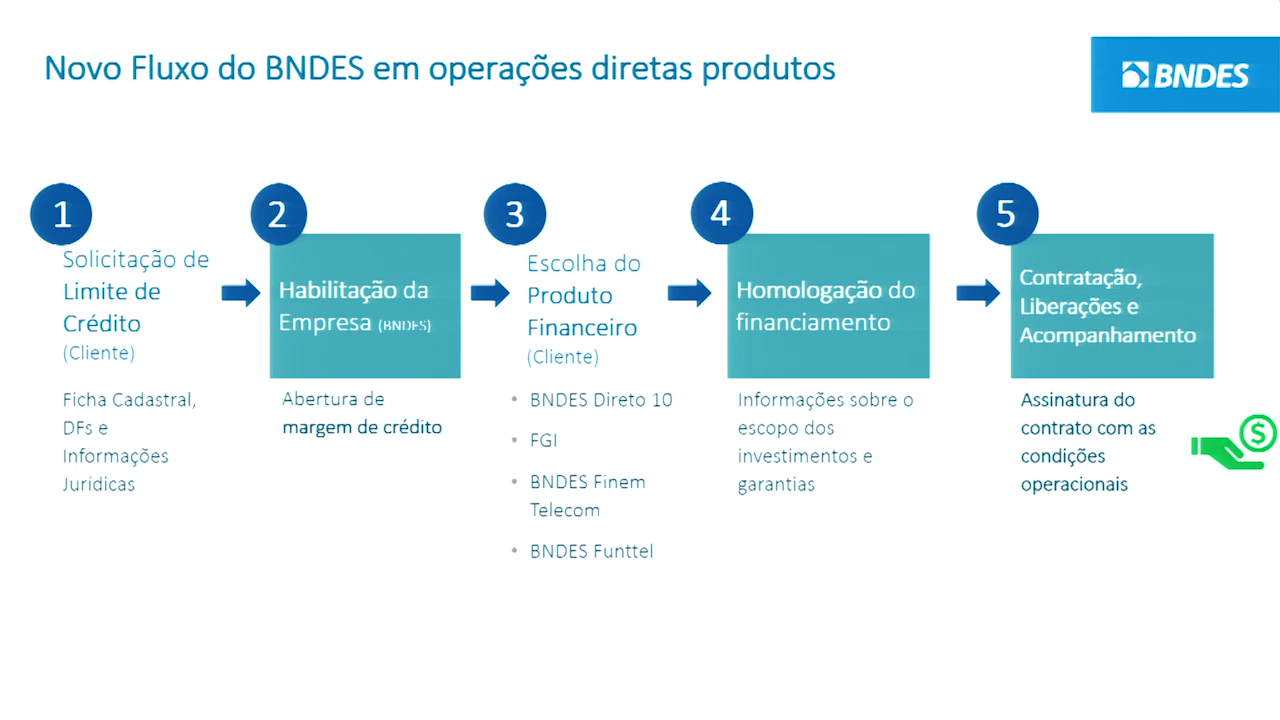 Novo Fluxo do BNDES em operações diretas produtos
BNDES
1
Solicitação de
Limite de
Crédito
(Cliente)
Ficha Cadastral,
DFs e
Informações
Jurídicas
2
Habilitação da
Empresa (BNDES)
Abertura de
margem de crédito
3
Escolha do
Produto
Financeiro
(Cliente)
• BNDES Direto 10
• FGI
• BNDES Finem
Telecom
• BNDES Funttel
4
Homologação do
financiamento
Informações sobre o
escopo dos
investimentos e
garantias
5
Contratação,
Liberações e
Acompanhamento
Assinatura do
contrato com as
condições
operacionais
$